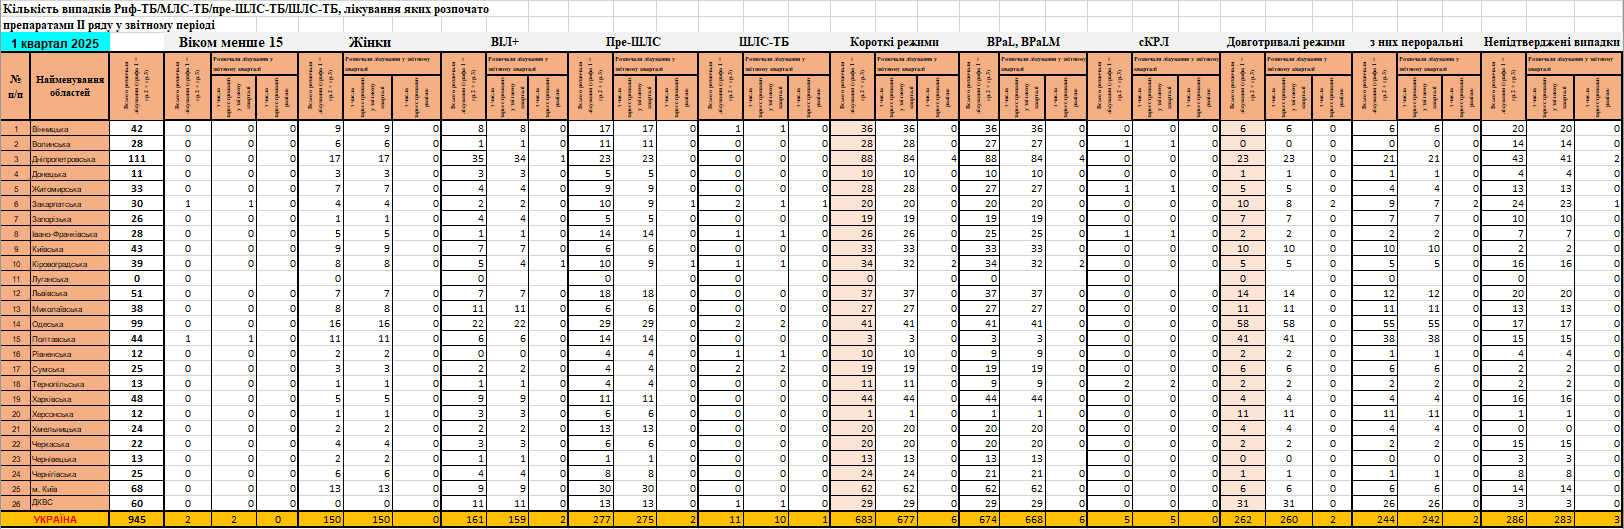 Кількість випадків Риф-ТБ/МЛС-ТБ/пре-ШЛС-ТБ/ШЛС-ТБ, лікування яких розпочато
препаратами ІІ ряду у звітному періоді
1 квартал 2025 Віком менше 15 Жінки ВІЛ+ Пре-ШЛС ШЛС-ТБ Короткі режими BPaL, BPaLM сКРЛ Довготривалі режими з них пероральні Непідтверджені випадки
№ п/п Найменування областей
1 Вінницька 42 0 0 0 9 9 0 8 8 0 17 17 0 1 1 0 36 36 0 36 36 0 0 0 0 6 6 0 6 6 0 20 20 0
2 Волинська 28 0 0 0 6 6 0 1 1 0 11 11 0 0 0 0 28 28 0 27 27 0 1 1 0 0 0 0 0 0 0 14 14 0
3 Дніпропетровська 111 0 0 0 17 17 0 35 34 1 23 23 0 0 0 0 88 84 4 88 84 4 0 0 0 23 23 0 21 21 0 43 41 2
4 Донецька 11 0 0 0 3 3 0 3 3 0 5 5 0 0 0 0 10 10 0 10 10 0 0 0 0 1 1 0 1 1 0 4 4 0
5 Житомирська 33 0 0 0 7 7 0 4 4 0 9 9 0 0 0 0 28 28 0 27 27 0 1 1 0 5 5 0 4 4 0 13 13 0
6 Закарпатська 30 1 1 0 4 4 0 2 2 0 10 9 1 2 1 1 20 20 0 20 20 0 0 0 0 10 8 2 9 7 2 24 23 1
7 Запорізька 26 0 0 0 1 1 0 4 4 0 5 5 0 0 0 0 19 19 0 19 19 0 0 0 0 7 7 0 7 7 0 10 10 0
8 Івано-Франківська 28 0 0 0 5 5 0 1 1 0 14 14 0 1 1 0 26 26 0 25 25 0 1 1 0 2 2 0 2 2 0 7 7 0
9 Київська 43 0 0 0 9 9 0 7 7 0 6 6 0 0 0 0 33 33 0 33 33 0 0 0 0 10 10 0 10 10 0 2 2 0
10 Кіровоградська 39 0 0 0 8 8 0 5 4 1 10 9 1 1 1 0 34 32 2 34 32 2 0 0 0 5 5 0 5 5 0 16 16 0
11 Луганська 0 0 0 0 0 0 0 0 0 0 0 0
12 Львівська 51 0 0 0 7 7 0 7 7 0 18 18 0 0 0 0 37 37 0 37 37 0 0 0 0 14 14 0 12 12 0 20 20 0
13 Миколаївська 38 0 0 0 8 8 0 11 11 0 6 6 0 0 0 0 27 27 0 27 27 0 0 0 0 11 11 0 11 11 0 13 13 0
14 Одеська 99 0 0 0 16 16 0 22 22 0 29 29 0 2 2 0 41 41 0 41 41 0 0 0 0 58 58 0 55 55 0 17 17 0
15 Полтавська 44 1 1 0 11 11 0 6 6 0 14 14 0 0 0 0 3 3 0 3 3 0 0 0 0 41 41 0 38 38 0 15 15 0
16 Рівненська 12 0 0 0 2 2 0 0 0 0 4 4 0 1 1 0 10 10 0 9 9 0 0 0 0 2 2 0 1 1 0 4 4 0
17 Сумська 25 0 0 0 3 3 0 2 2 0 4 4 0 2 2 0 19 19 0 19 19 0 0 0 0 6 6 0 6 6 0 2 2 0
18 Тернопільська 13 0 0 0 1 1 0 1 1 0 4 4 0 0 0 0 11 11 0 9 9 0 2 2 0 2 2 0 2 2 0 2 2 0
19 Харківська 48 0 0 0 5 5 0 9 9 0 11 11 0 0 0 0 44 44 0 44 44 0 0 0 0 4 4 0 4 4 0 16 16 0
20 Херсонська 12 0 0 0 1 1 0 3 3 0 6 6 0 0 0 0 1 1 0 1 1 0 0 0 0 11 11 0 11 11 0 1 1 0
21 Хмельницька 24 0 0 0 2 2 0 2 2 0 13 13 0 0 0 0 20 20 0 20 20 0 0 0 0 4 4 0 4 4 0 0 0 0
22 Черкаська 22 0 0 0 4 4 0 3 3 0 6 6 0 0 0 0 20 20 0 20 20 0 0 0 0 2 2 0 2 2 0 15 15 0
23 Чернівецька 13 0 0 0 2 2 0 1 1 0 1 1 0 0 0 0 13 13 0 13 13 0 0 0 0 0 0 0 0 0 3 3 0
24 Чернігівська 25 0 0 0 6 6 0 4 4 0 8 8 0 0 0 0 24 24 0 21 21 0 0 0 0 1 1 0 1 1 0 8 8 0
25 м. Київ 68 0 0 0 13 13 0 9 9 0 30 30 0 0 0 0 62 62 0 62 62 0 0 0 0 6 6 0 6 6 0 14 14 0
26 ДКВС 60 0 0 0 0 0 0 11 11 0 13 13 0 1 1 0 29 29 0 29 29 0 0 0 0 31 31 0 26 26 0 3 3 0
УКРАЇНА 945 2 2 0 150 150 0 161 159 2 277 275 2 11 10 1 683 677 6 674 668 6 5 5 0 262 260 2 244 242 2 286 283 3